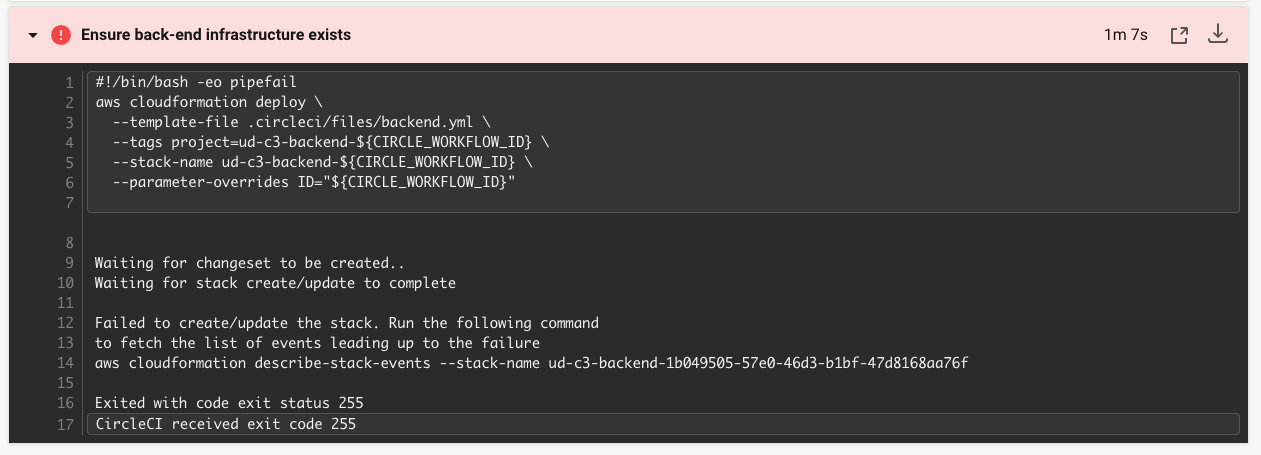 Ensure back-end infrastructure exists 1m 7s
1 #!/bin/bash -eo pipefail
2 aws cloudformation deploy \
3   --template-file .circleci/files/backend.yml \
4   --tags project=ud-c3-backend-${CIRCLE_WORKFLOW_ID} \
5   --stack-name ud-c3-backend-${CIRCLE_WORKFLOW_ID} \
6   --parameter-overrides ID="${CIRCLE_WORKFLOW_ID}"
7
8
9 Waiting for changeset to be created..
10 Waiting for stack create/update to complete
11
12 Failed to create/update the stack. Run the following command
13 to fetch the list of events leading up to the failure
14 aws cloudformation describe-stack-events --stack-name ud-c3-backend-1b049505-57e0-46d3-b1bf-47d8168aa76f
15
16 Exited with code exit status 255
17 CircleCI received exit code 255